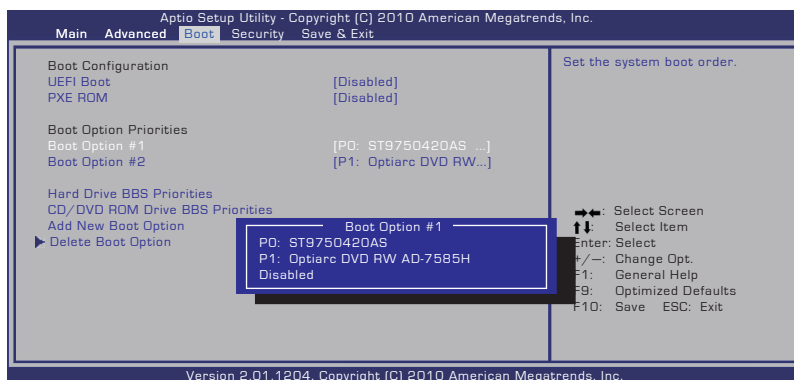 Aptio Setup Utility - Copyright (C) 2010 American Megatrends, Inc.
Main Advanced Boot Security Save & Exit
Boot Configuration
UEFI Boot [Disabled]
PXE ROM [Disabled]
Boot Option Priorities
Boot Option #1 [P0: ST9750420AS ...]
Boot Option #2 [P1: Optiarc DVD RW...]
Hard Drive BBS Priorities
CD/DVD ROM Drive BBS Priorities
Add New Boot Option
Delete Boot Option
Boot Option #1
P0: ST9750420AS
P1: Optiarc DVD RW AD-7585H
Disabled
Set the system boot order.
→←: Select Screen
↑↓: Select Item
Enter: Select
+/—: Change Opt.
F1: General Help
F9: Optimized Defaults
F10: Save ESC: Exit
Version 2.01.1204. Copyright (C) 2010 American Megatrends, Inc.